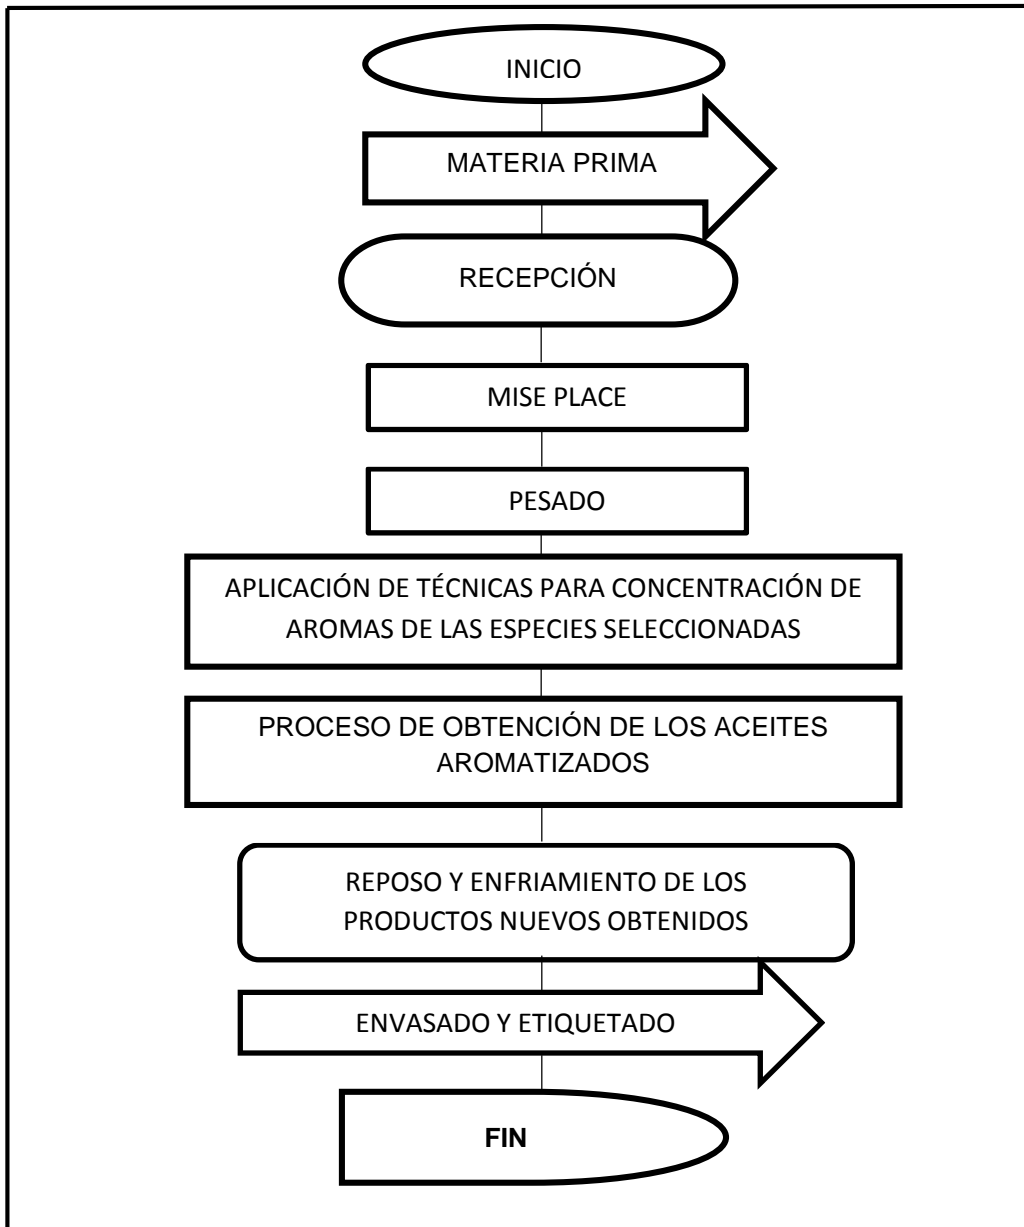 INICIO
MATERIA PRIMA
RECEPCIÓN
MISE PLACE
PESADO
APLICACIÓN DE TÉCNICAS PARA CONCENTRACIÓN DE
AROMAS DE LAS ESPECIES SELECCIONADAS
PROCESO DE OBTENCIÓN DE LOS ACEITES
AROMATIZADOS
REPOSO Y ENFRIAMIENTO DE LOS
PRODUCTOS NUEVOS OBTENIDOS
ENVASADO Y ETIQUETADO
FIN